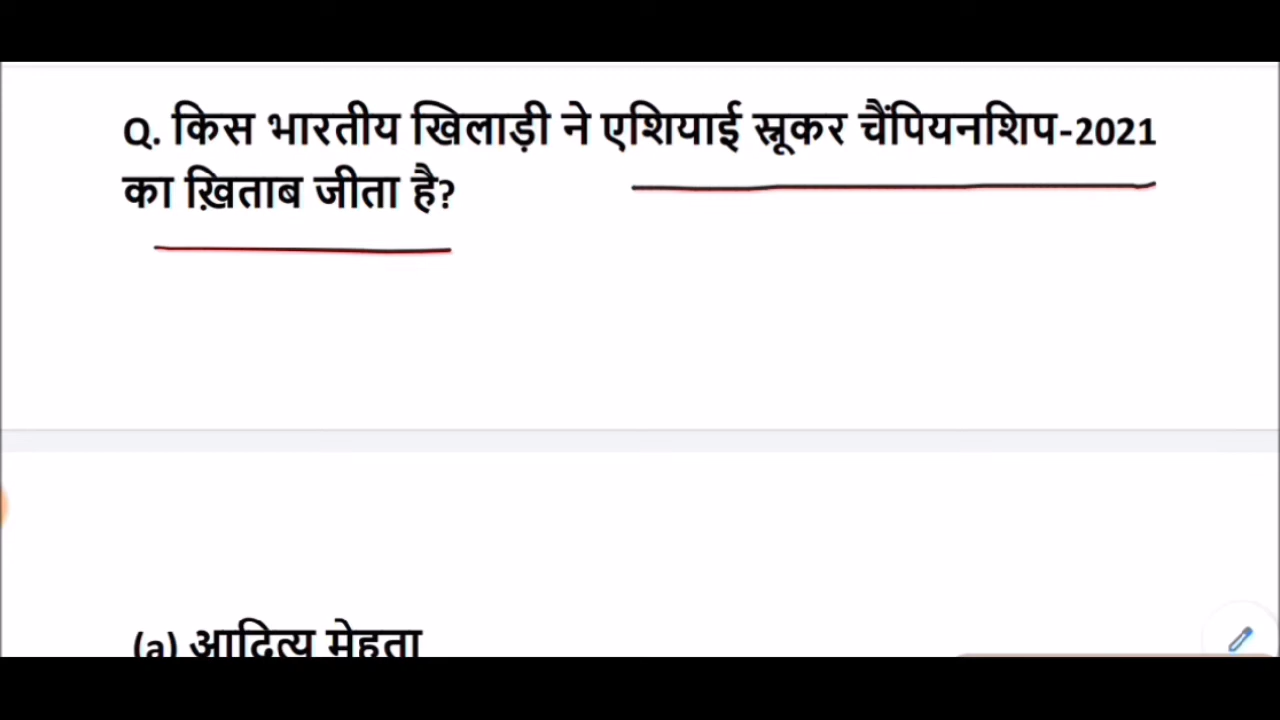 Q. किस भारतीय खिलाड़ी ने एशियाई स्नूकर चैंपियनशिप-2021
का ख़िताब जीता है?
(a) आदित्य मेहता